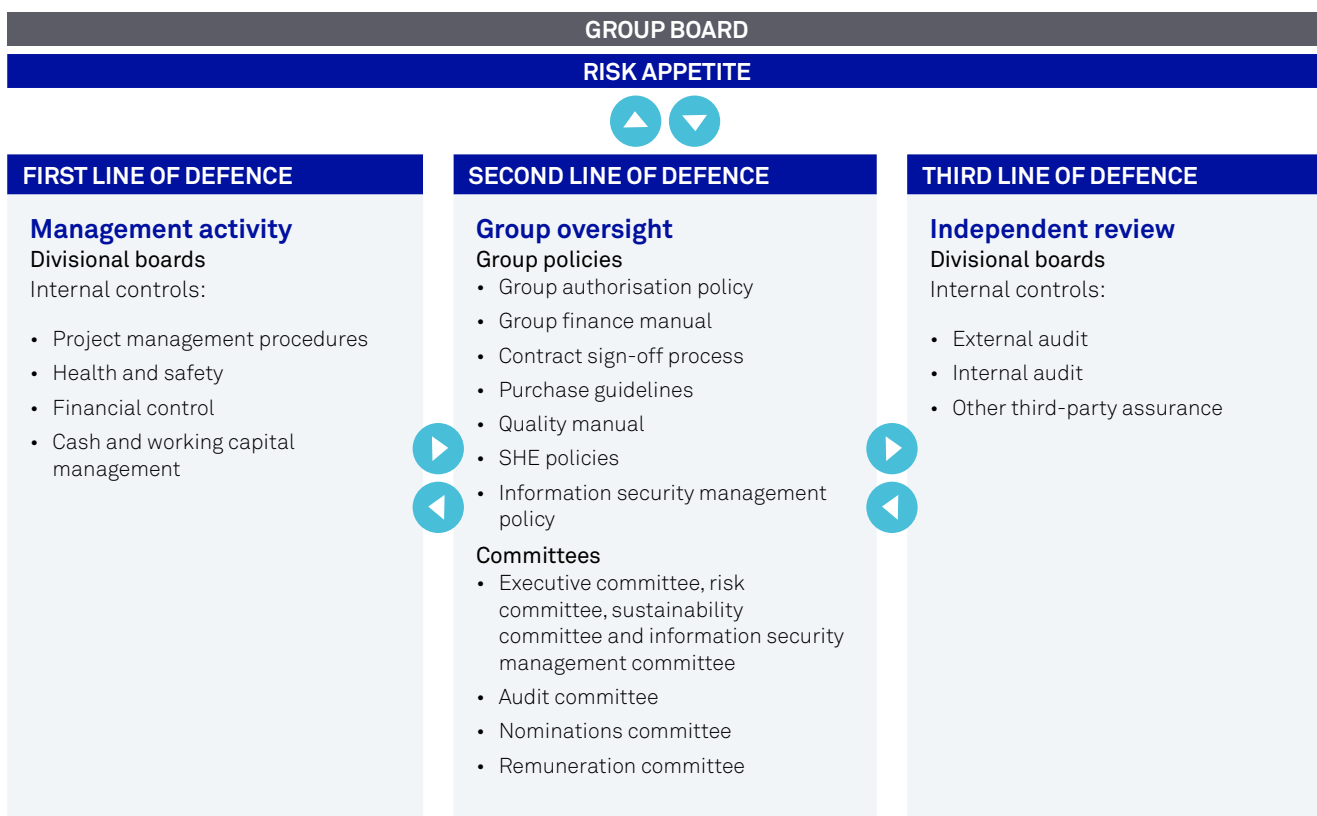 GROUP BOARD
RISK APPETITE
FIRST LINE OF DEFENCE
Management activity
Divisional boards
Internal controls:
• Project management procedures
• Health and safety
• Financial control
• Cash and working capital
management
SECOND LINE OF DEFENCE
Group oversight
Group policies
• Group authorisation policy
• Group finance manual
• Contract sign-off process
• Purchase guidelines
• Quality manual
• SHE policies
• Information security management
policy
Committees
• Executive committee, risk
committee, sustainability
committee and information security
management committee
• Audit committee
• Nominations committee
• Remuneration committee
THIRD LINE OF DEFENCE
Independent review
Divisional boards
Internal controls:
• External audit
• Internal audit
• Other third-party assurance